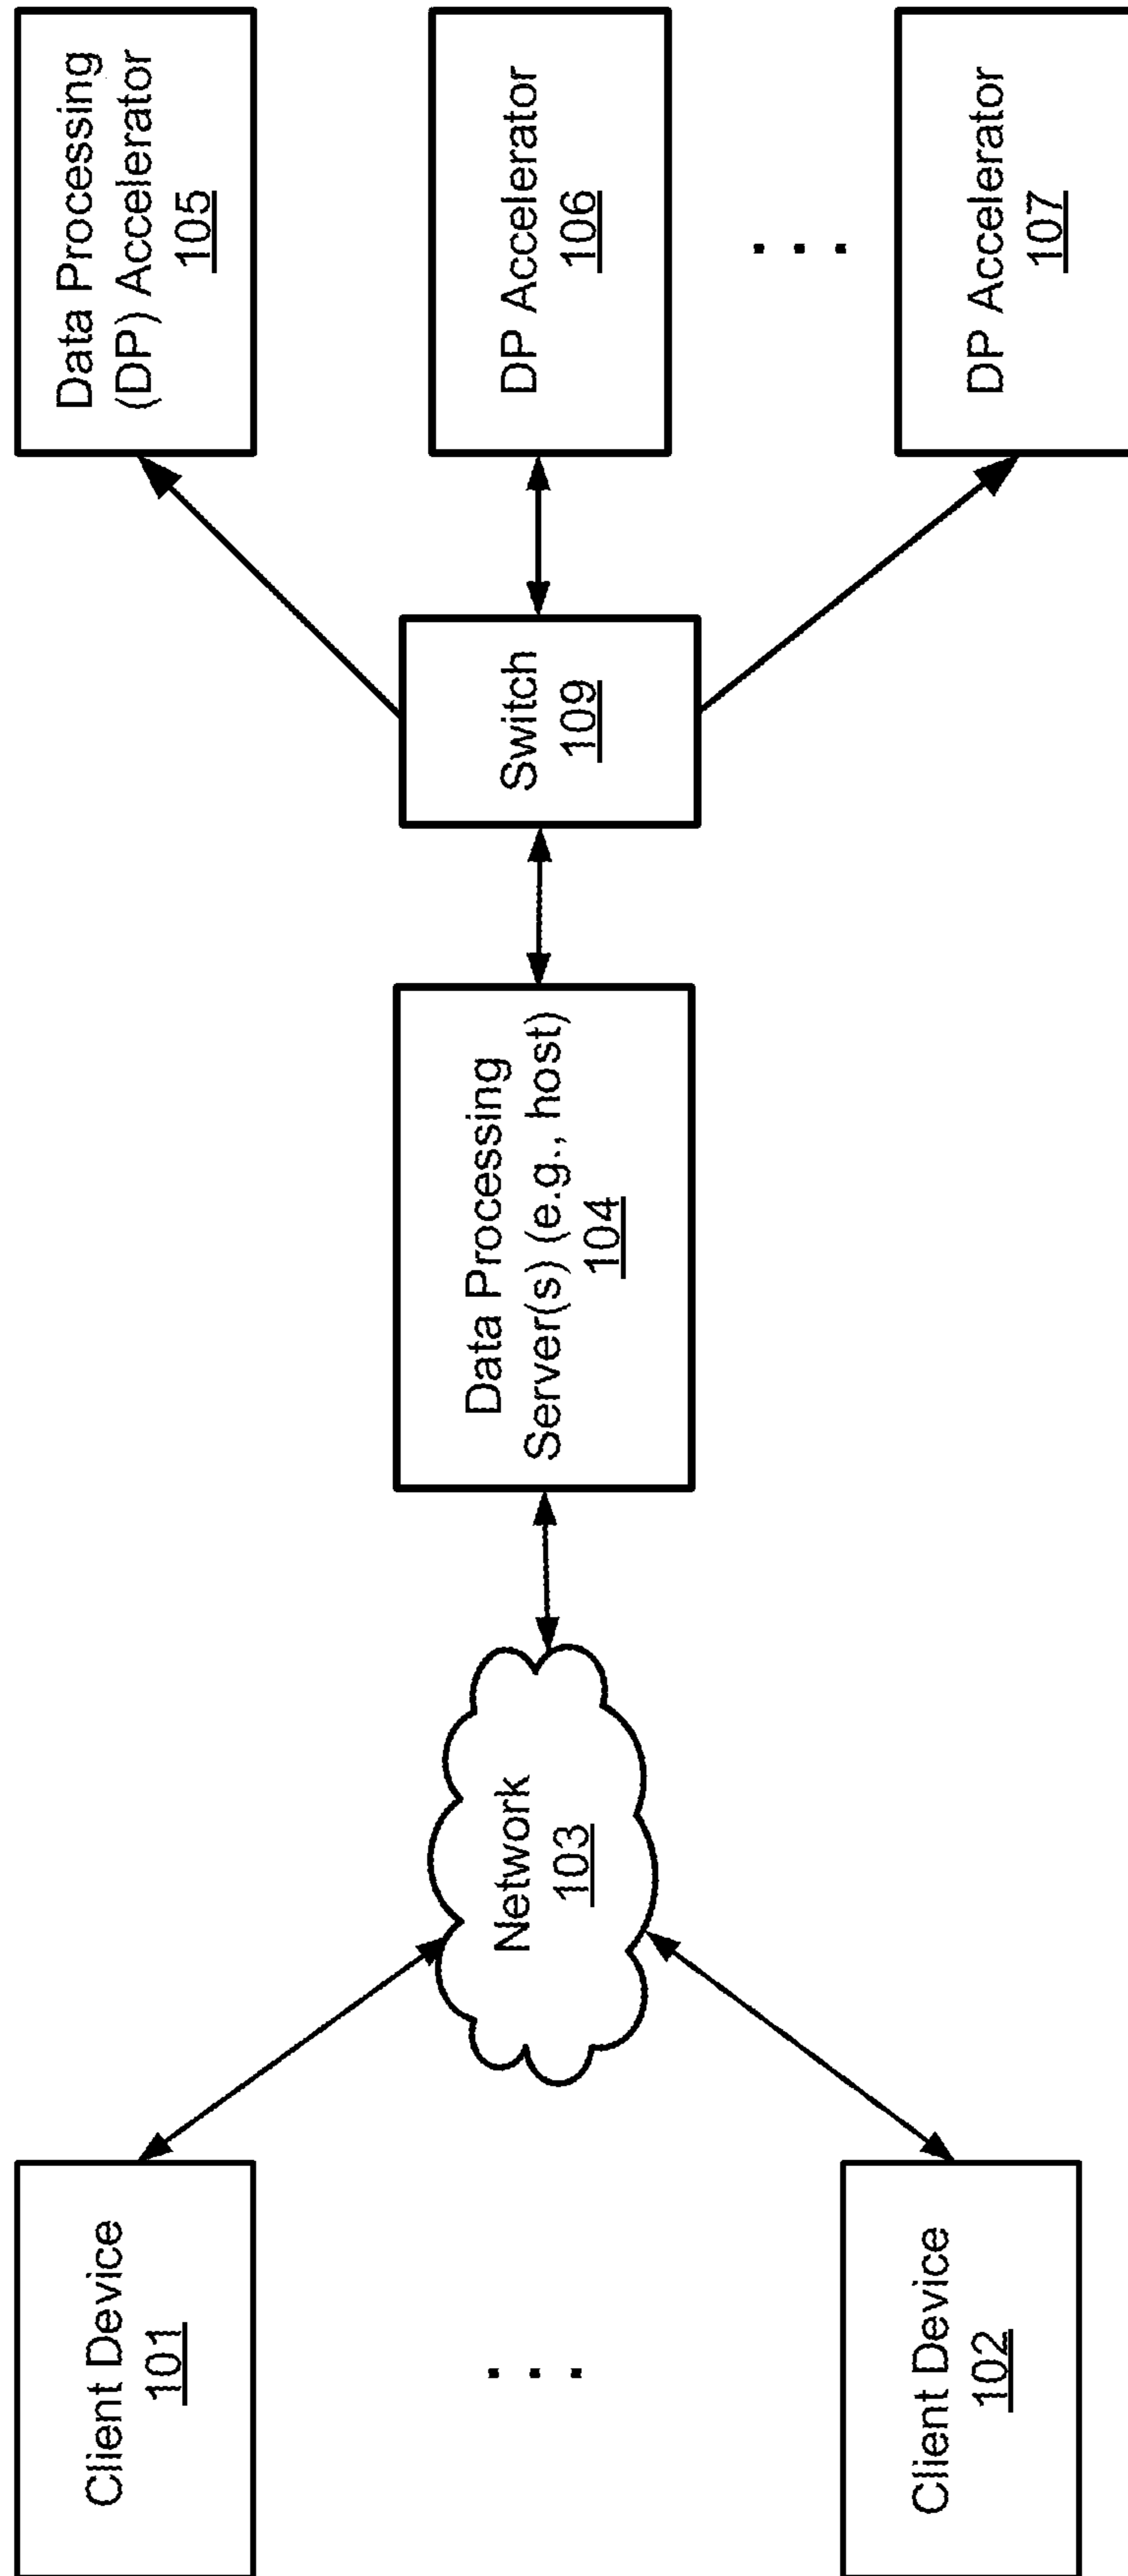 Client Device
101
Client Device
102
Network
103
Data Processing
Server(s) (e.g., host)
104
Switch
109
Data Processing
(DP) Accelerator
105
DP Accelerator
106
DP Accelerator
107